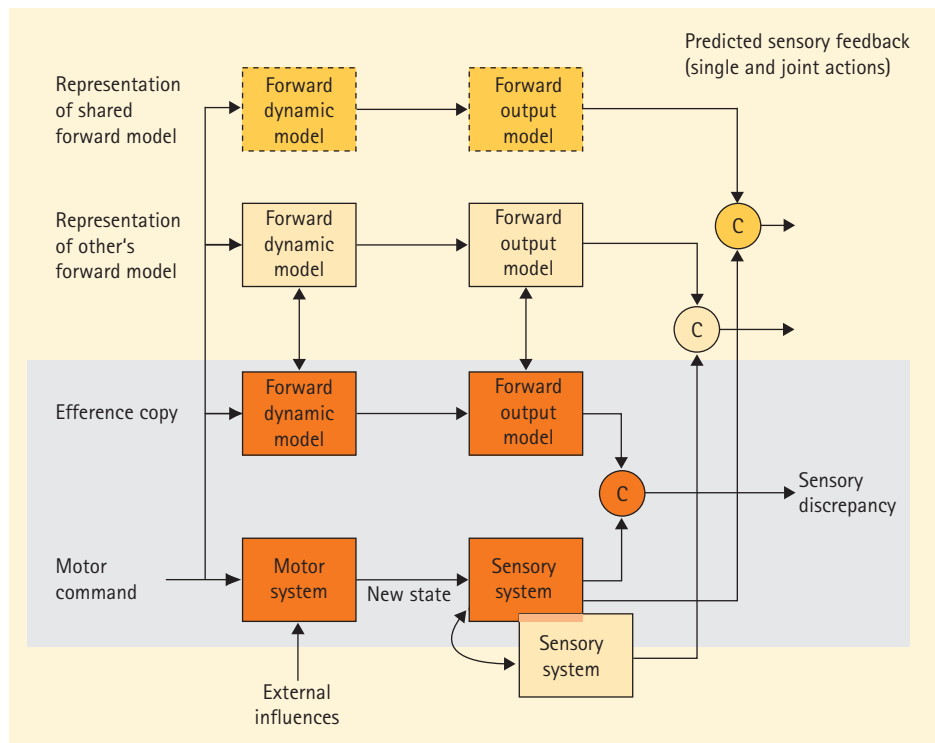 Predicted sensory feedback
(single and joint actions)
Representation
of shared
forward model
Forward
dynamic
model
Forward
output
model
C
Representation
of other's
forward model
Forward
dynamic
model
Forward
output
model
C
Efference copy
Forward
dynamic
model
Forward
output
model
C
Sensory
discrepancy
Motor
command
Motor
system
New state
Sensory
system
Sensory
system
External
influences